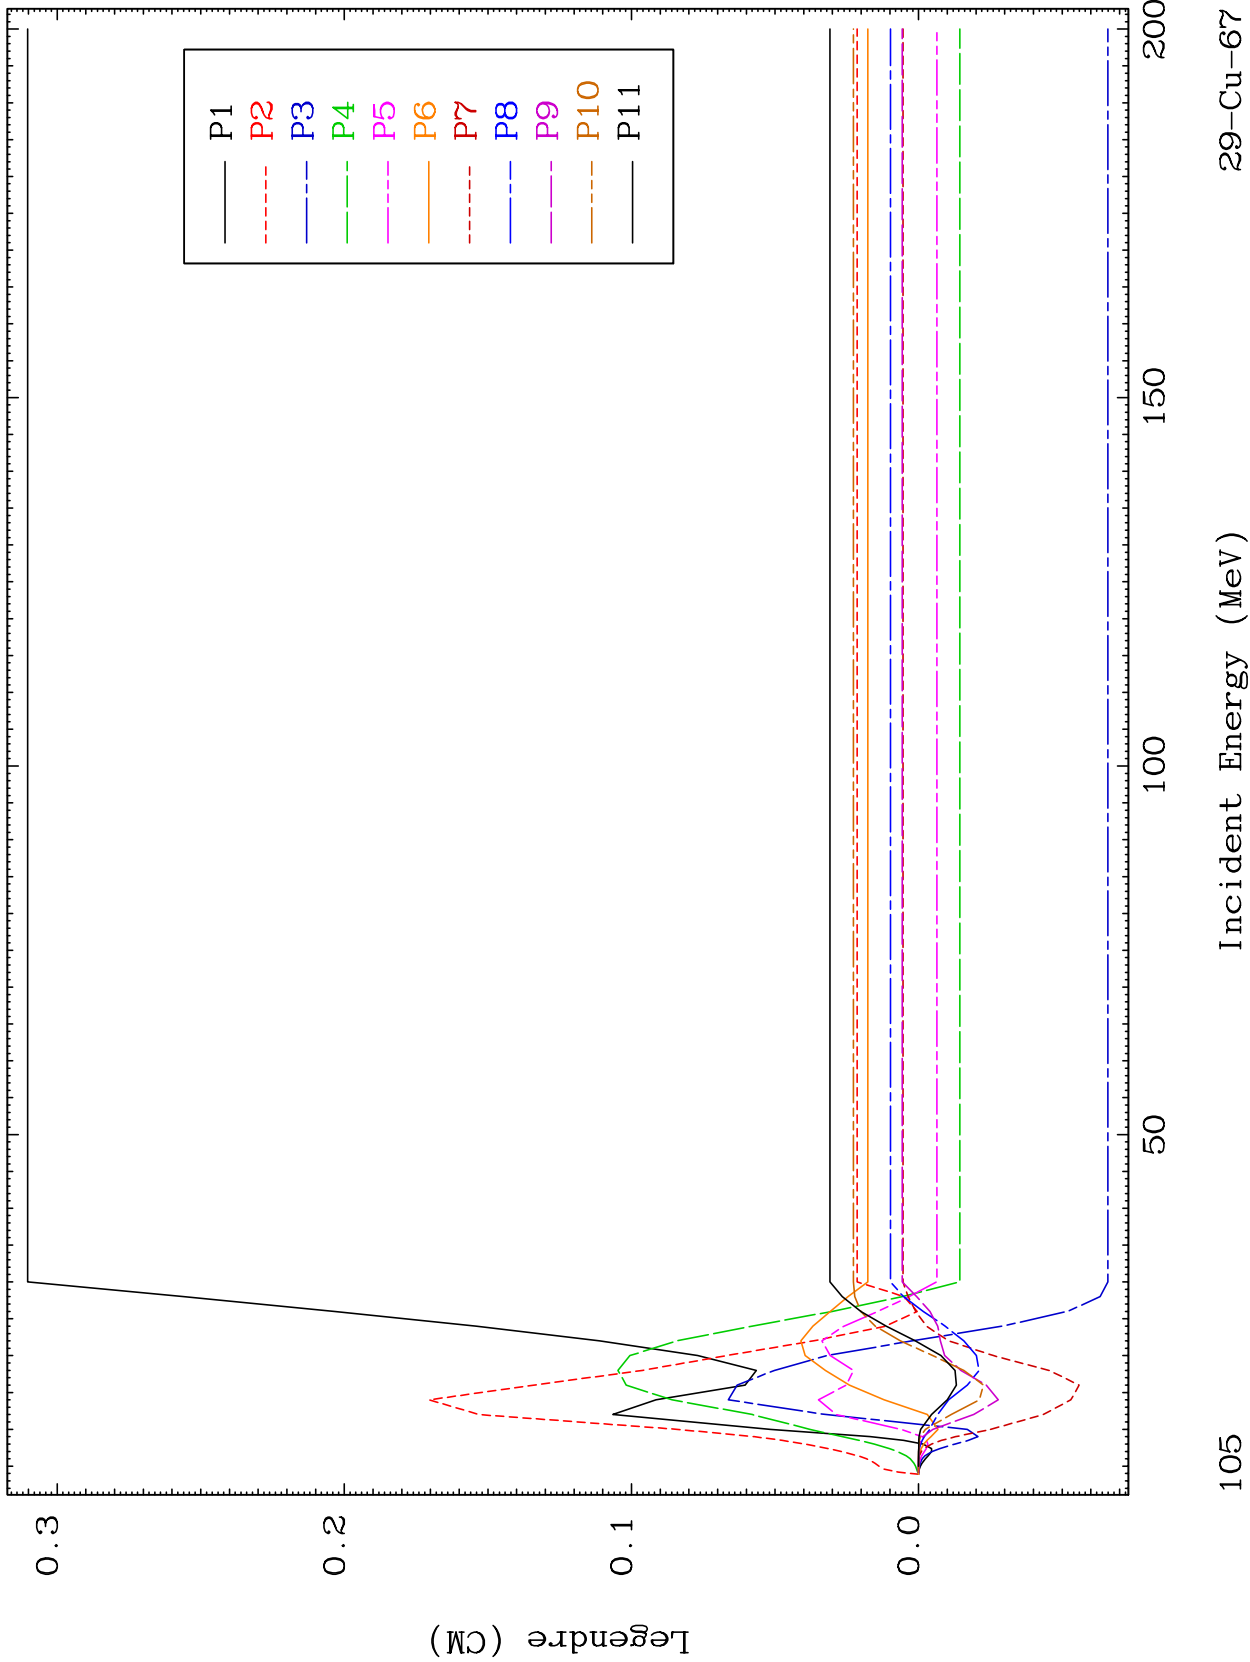 Legendre (CM)
0.3
0.2
0.1
0.0
P1
P2
P3
P4
P5
P6
P7
P8
P9
P10
P11
50
100
150
200
Incident Energy (MeV)
105
29-Cu-67